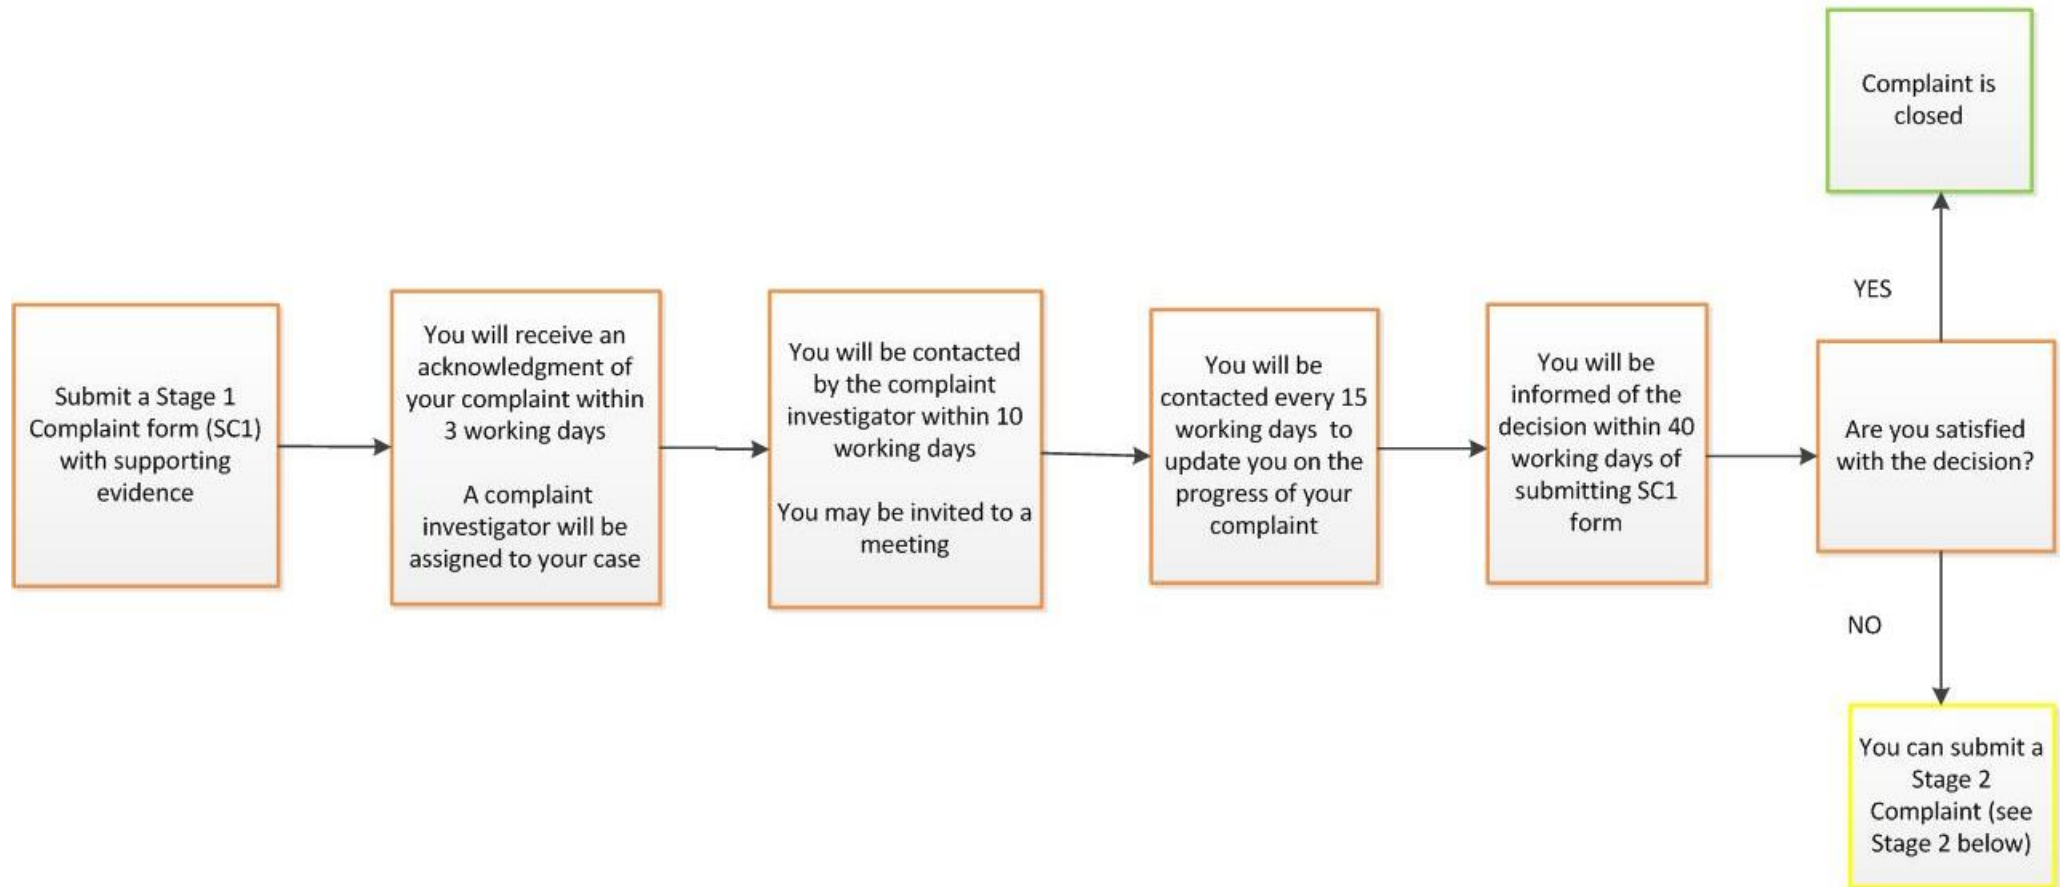 Submit a Stage 1
Complaint form (SC1)
with supporting
evidence
You will receive an
acknowledgment of
your complaint within
3 working days
A complaint
investigator will be
assigned to your case
You will be contacted
by the complaint
investigator within 10
working days
You may be invited to a
meeting
You will be
contacted every 15
working days to
update you on the
progress of your
complaint
You will be
informed of the
decision within 40
working days of
submitting SC1
form
Are you satisfied
with the decision?
YES
Complaint is
closed
NO
You can submit a
Stage 2
Complaint (see
Stage 2 below)